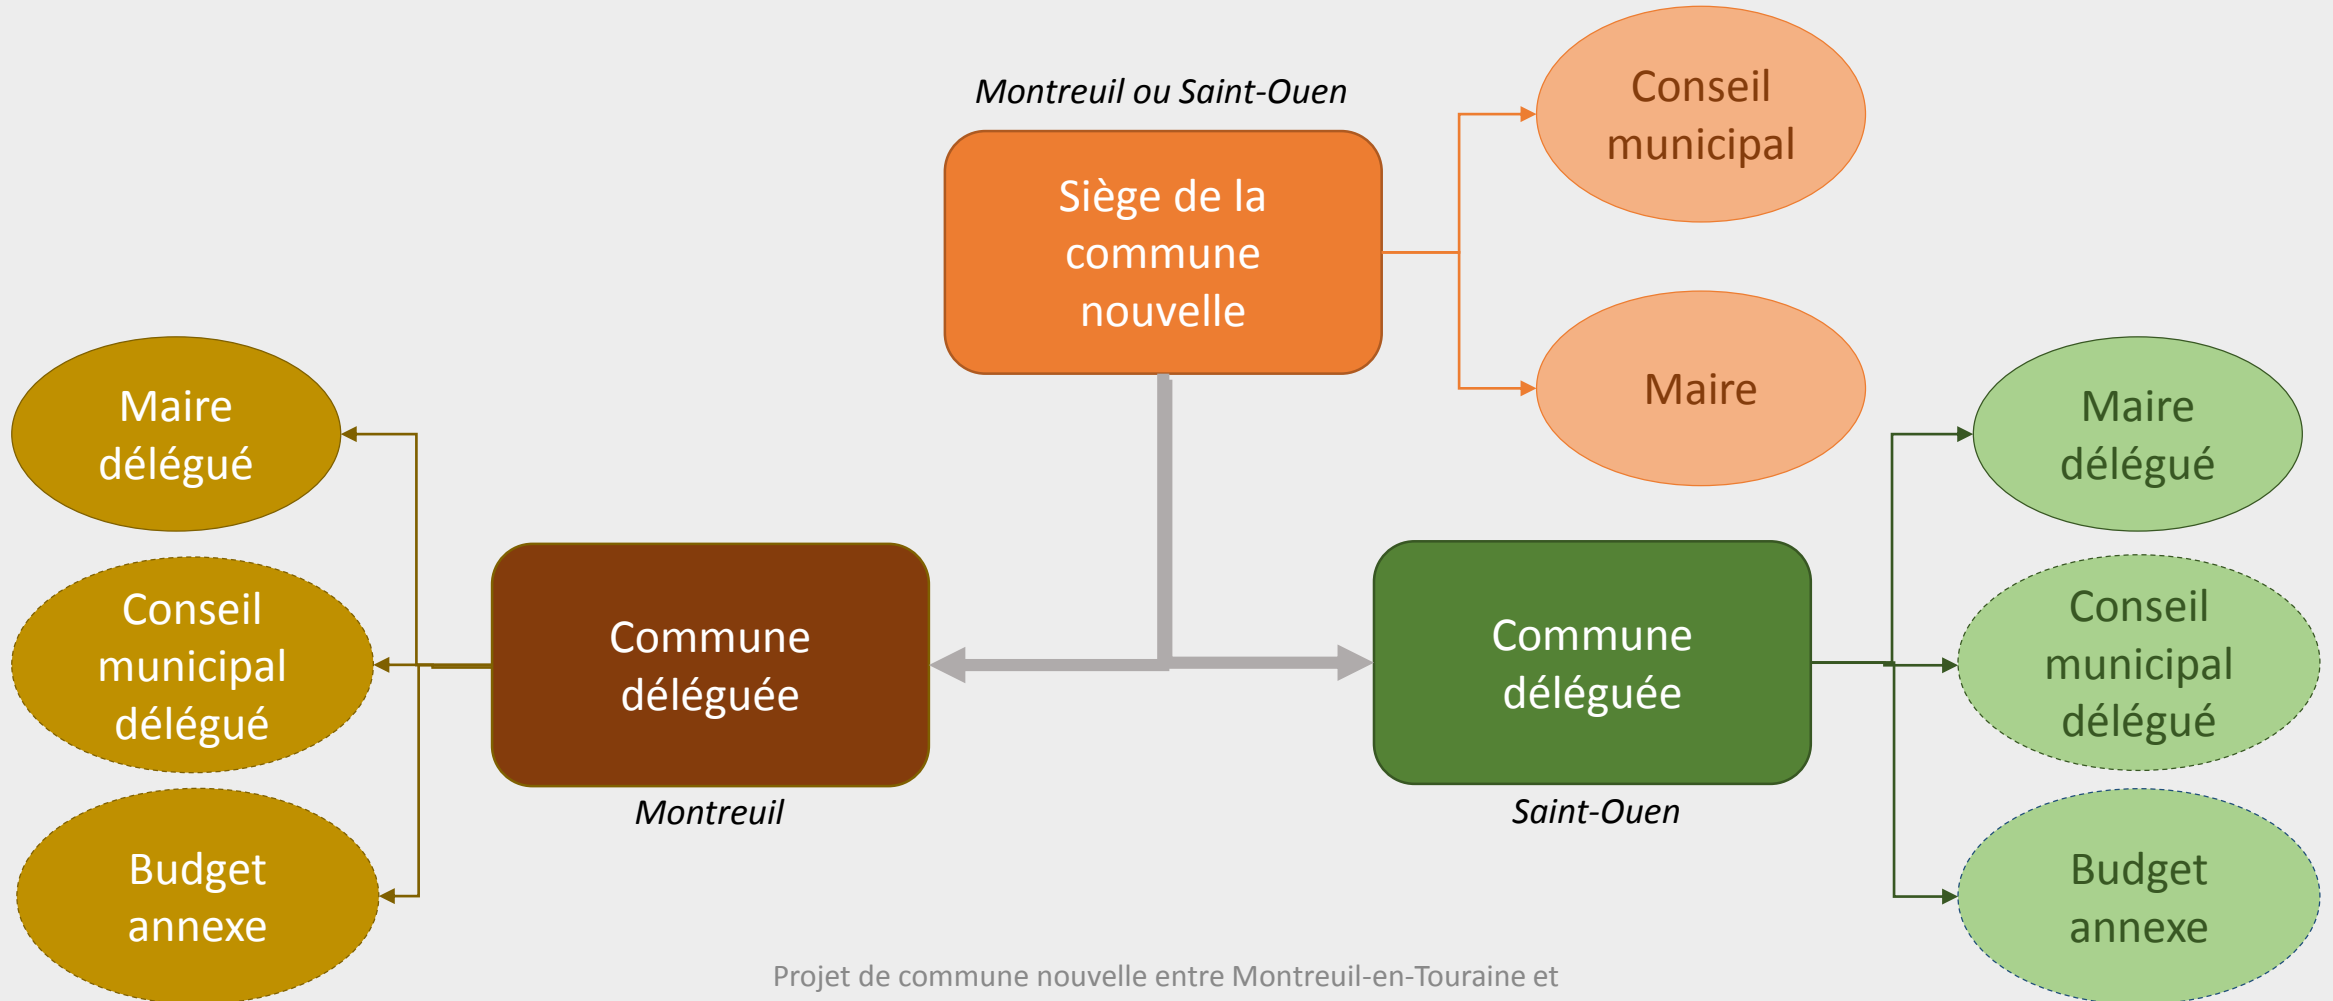 Montreuil ou Saint-Ouen
Siège de la
commune
nouvelle
Conseil
municipal
Maire
Maire
délégué
Conseil
municipal
délégué
Budget
annexe
Commune
déléguée
Montreuil
Commune
déléguée
Saint-Ouen
Maire
délégué
Conseil
municipal
délégué
Budget
annexe
Projet de commune nouvelle entre Montreuil-en-Touraine et